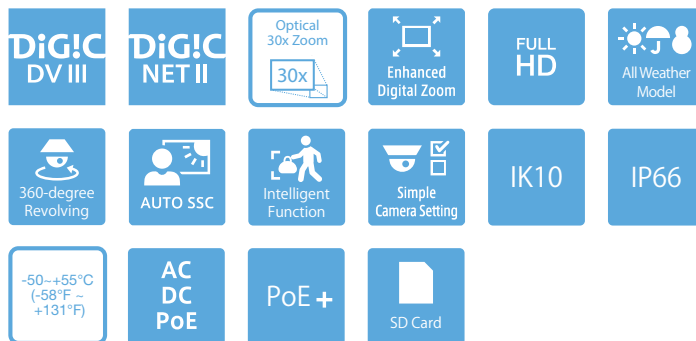 DiG!C
DV III
DiG!C
NET II
Optical
30x Zoom
30x
Enhanced
Digital Zoom
FULL
HD
All Weather
Model
360-degree
Revolving
AUTO SSC
Intelligent
Function
Simple
Camera Setting
IK10
IP66
-50~+55°C
(-58°F ~
+131°F)
AC
DC
PoE
PoE +
SD Card